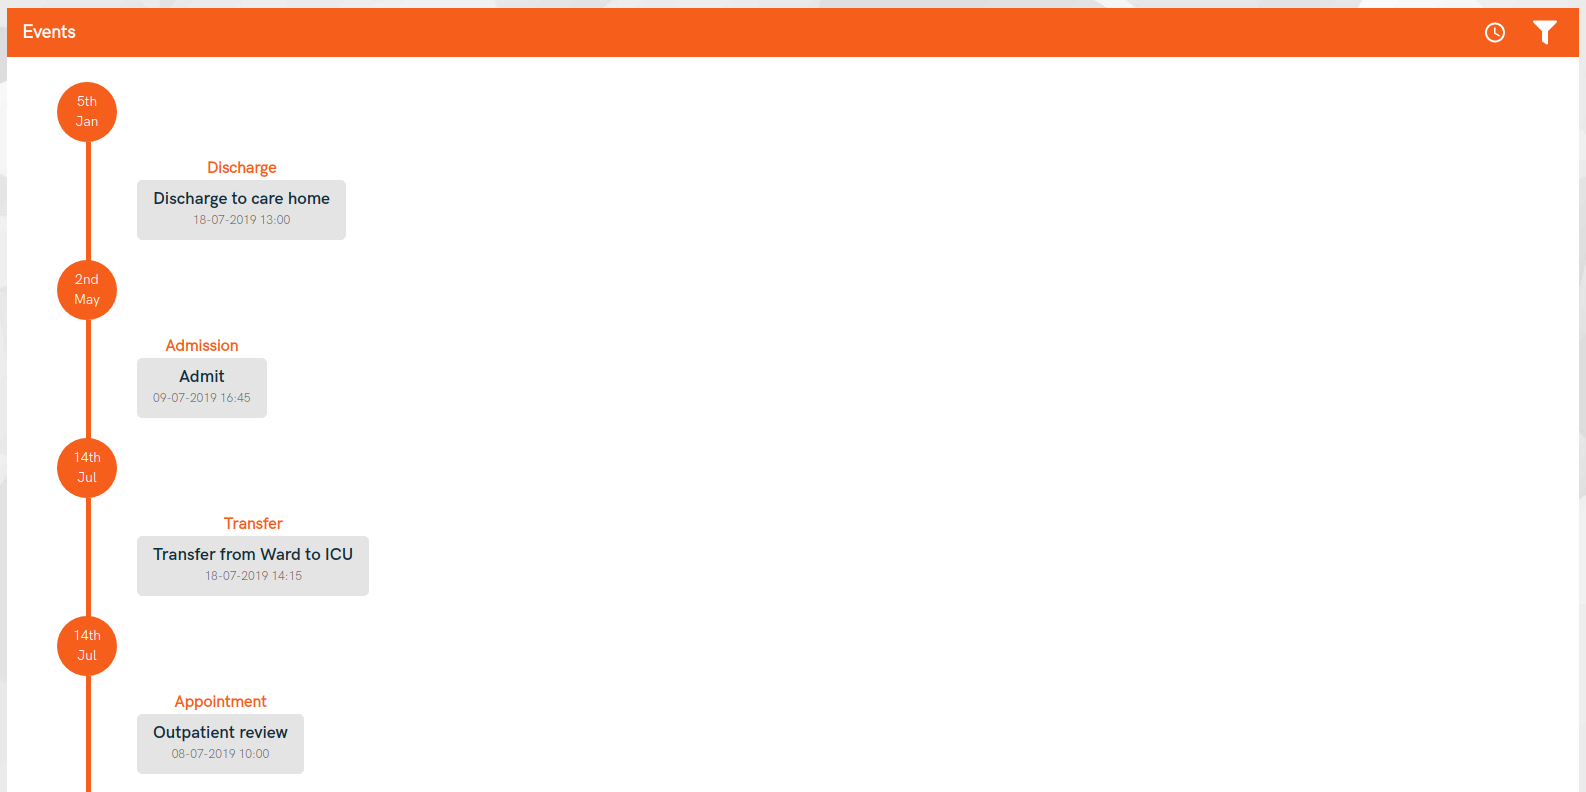 Events
5th
Jan
Discharge
Discharge to care home
18-07-2019 13:00
2nd
May
Admission
Admit
09-07-2019 16:45
14th
Jul
Transfer
Transfer from Ward to ICU
18-07-2019 14:15
14th
Jul
Appointment
Outpatient review
08-07-2019 10:00